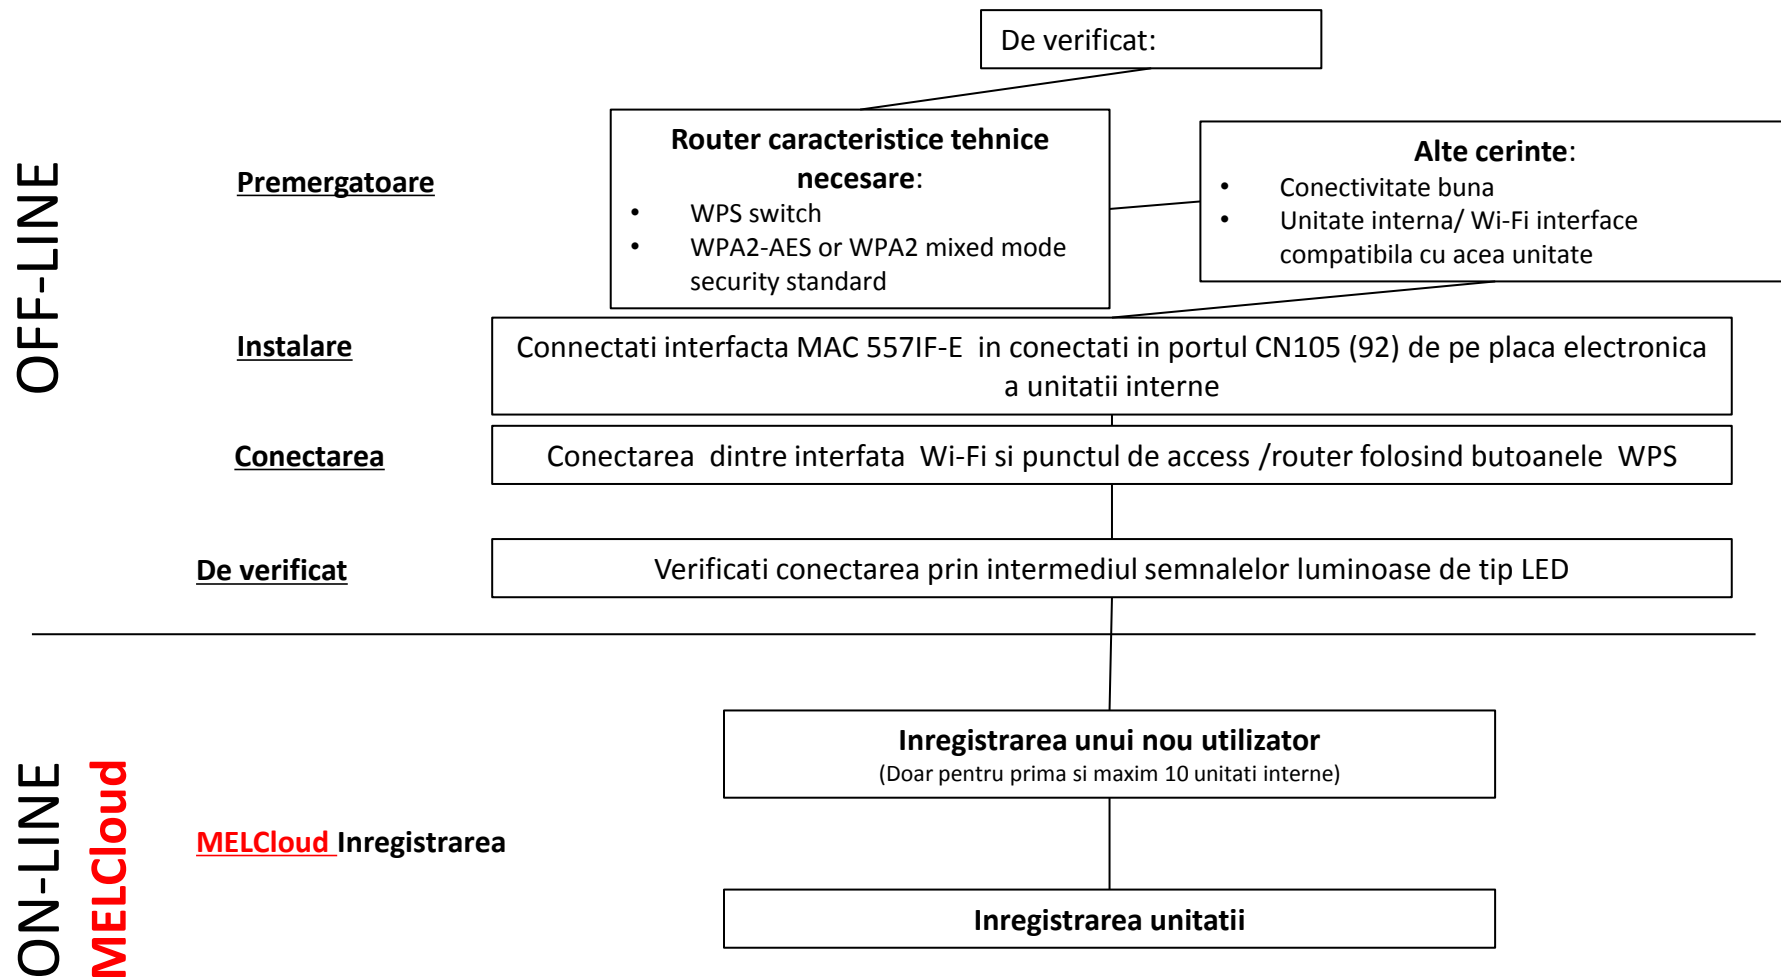 De verificat:
OFF-LINE
Premergatoare
Router caracteristice tehnice
necesare:
• WPS switch
• WPA2-AES or WPA2 mixed mode
security standard
Alte cerinte:
• Conectivitate buna
• Unitate interna/ Wi-Fi interface
compatibila cu acea unitate
Instalare
Connectati interfacta MAC 557IF-E in conectati in portul CN105 (92) de pe placa electronica
a unitatii interne
Conectarea
Conectarea dintre interfata Wi-Fi si punctul de access /router folosind butoanele WPS
De verificat
Verificati conectarea prin intermediul semnalelor luminoase de tip LED
ON-LINE
MELCloud
Inregistrarea unui nou utilizator
(Doar pentru prima si maxim 10 unitati interne)
MELCloud Inregistrarea
Inregistrarea unitatii